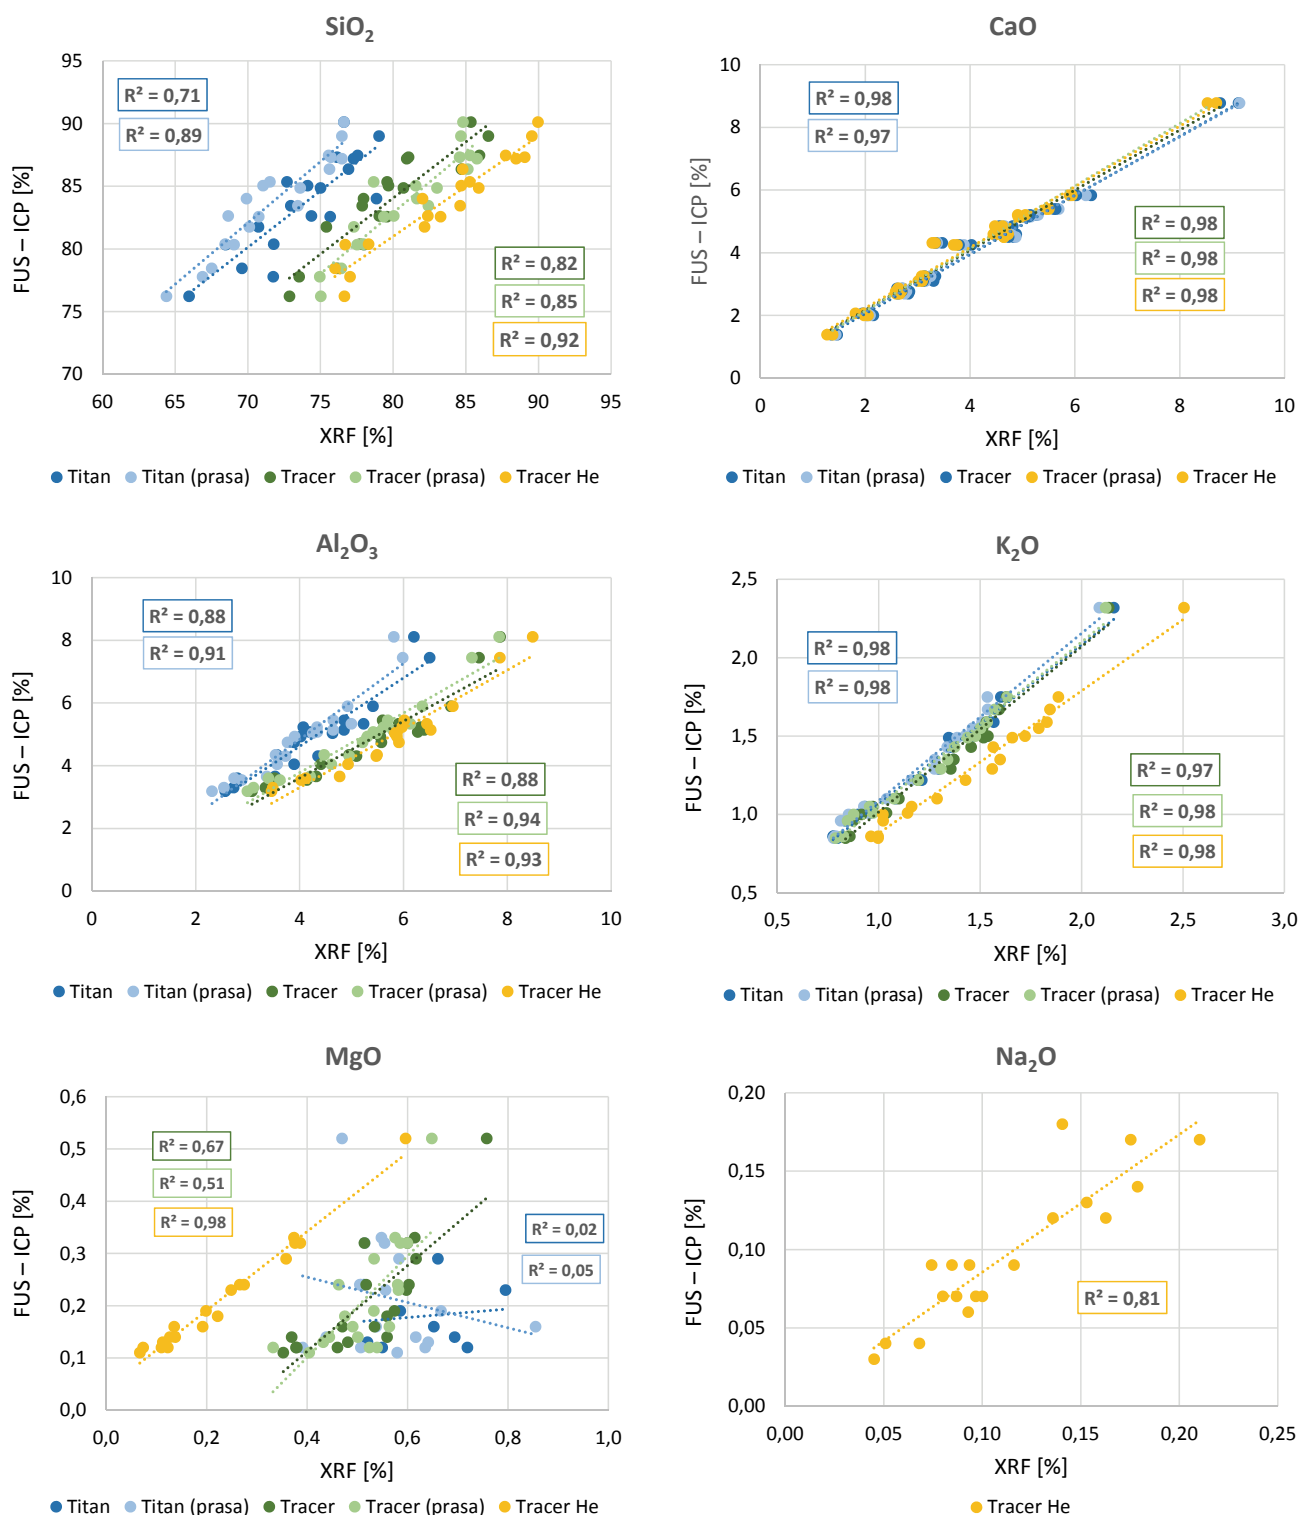 SiO₂
95
90
85
80
75
70
FUS – ICP [%]
R² = 0,71
R² = 0,89
R² = 0,82
R² = 0,85
R² = 0,92
60 65 70 75 80 85 90 95
XRF [%]
Titan Titan (prasa) Tracer Tracer (prasa) Tracer He
CaO
10
8
6
4
2
0
FUS – ICP [%]
R² = 0,98
R² = 0,97
R² = 0,98
R² = 0,98
R² = 0,98
0 2 4 6 8 10
XRF [%]
Titan Titan (prasa) Tracer Tracer (prasa) Tracer He
Al₂O₃
10
8
6
4
2
0
FUS – ICP [%]
R² = 0,88
R² = 0,91
R² = 0,88
R² = 0,94
R² = 0,93
0 2 4 6 8 10
XRF [%]
Titan Titan (prasa) Tracer Tracer (prasa) Tracer He
K₂O
2,5
2,0
1,5
1,0
0,5
FUS – ICP [%]
R² = 0,98
R² = 0,98
R² = 0,97
R² = 0,98
R² = 0,98
0,5 1,0 1,5 2,0 2,5 3,0
XRF [%]
Titan Titan (prasa) Tracer Tracer (prasa) Tracer He
MgO
0,6
0,5
0,4
0,3
0,2
0,1
0,0
FUS – ICP [%]
R² = 0,67
R² = 0,51
R² = 0,98
R² = 0,02
R² = 0,05
0,0 0,2 0,4 0,6 0,8 1,0
XRF [%]
Titan Titan (prasa) Tracer Tracer (prasa) Tracer He
Na₂O
0,20
0,15
0,10
0,05
0,00
FUS – ICP [%]
R² = 0,81
0,00 0,05 0,10 0,15 0,20 0,25
XRF [%]
Tracer He